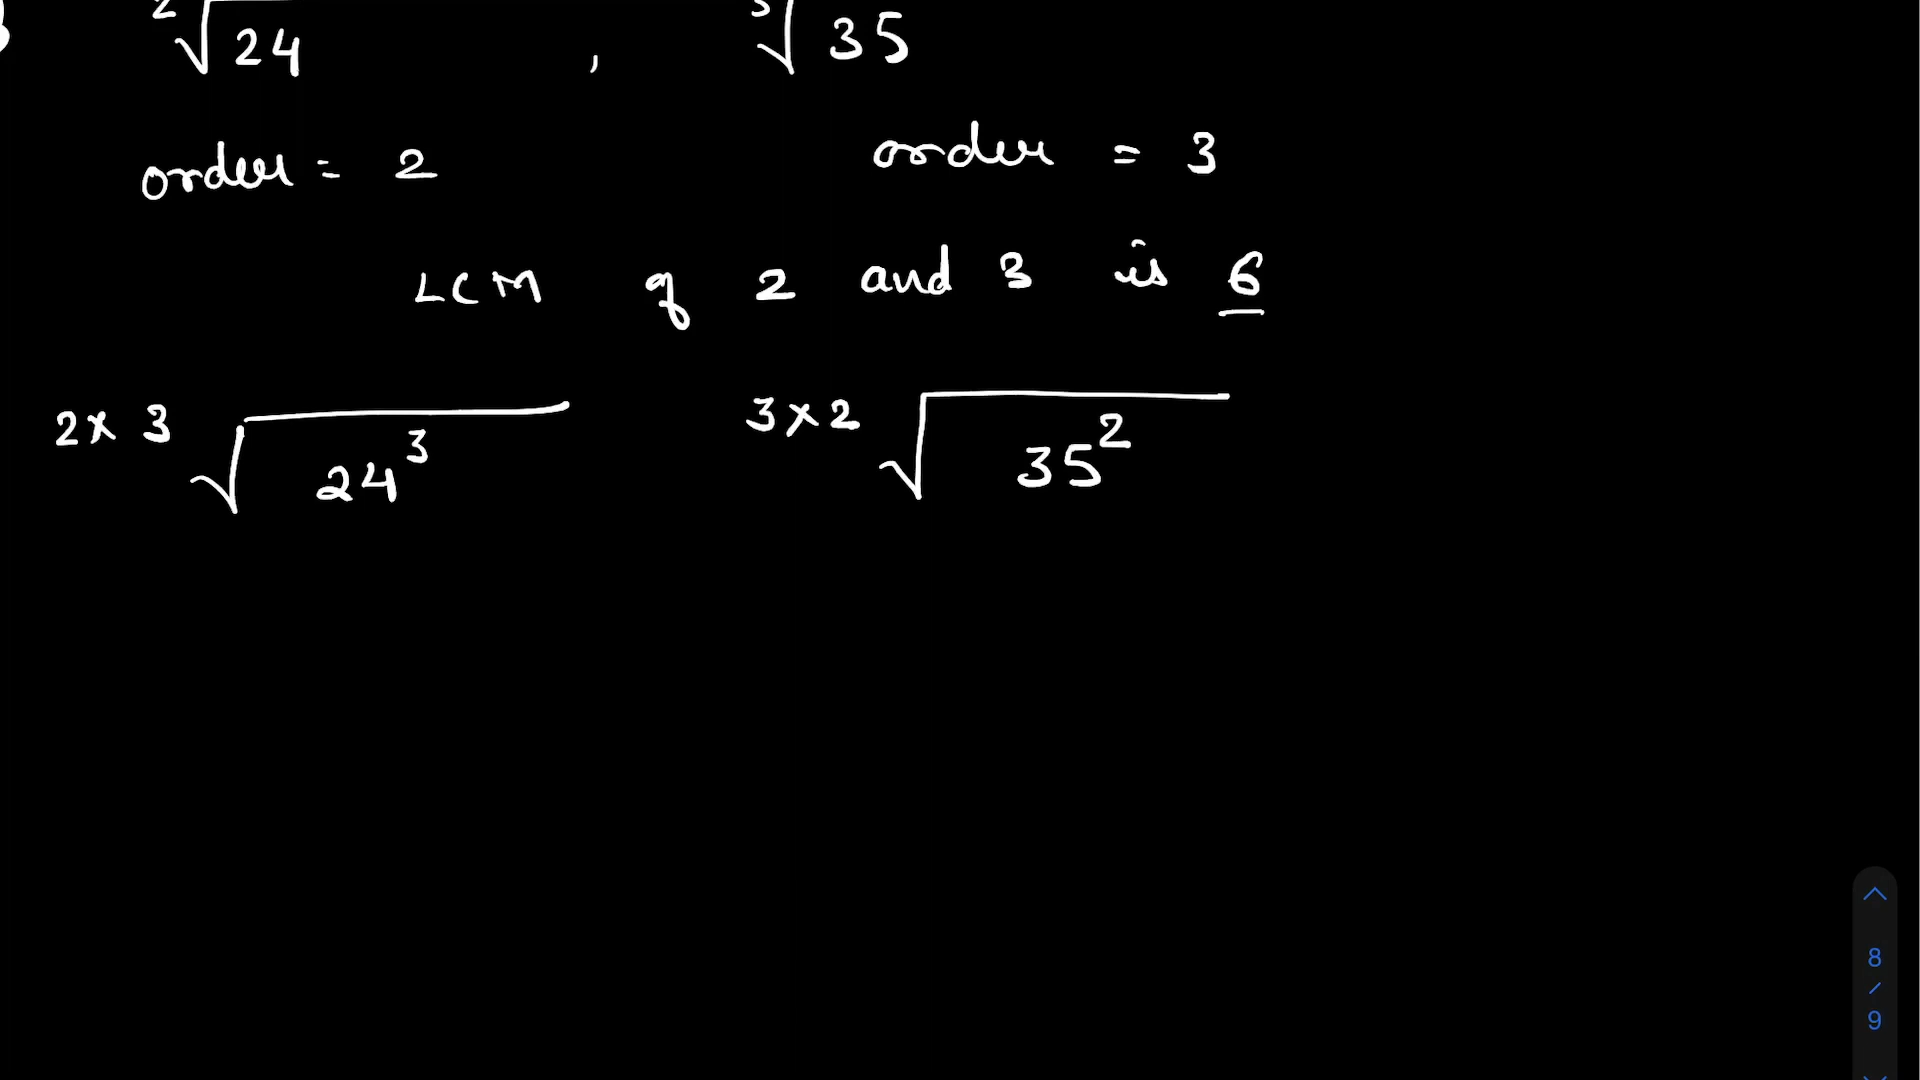 ²√24 , ³√35
order = 2 order = 3
LCM of 2 and 3 is 6
2×3√24³ 3×2√35²
8
/
9